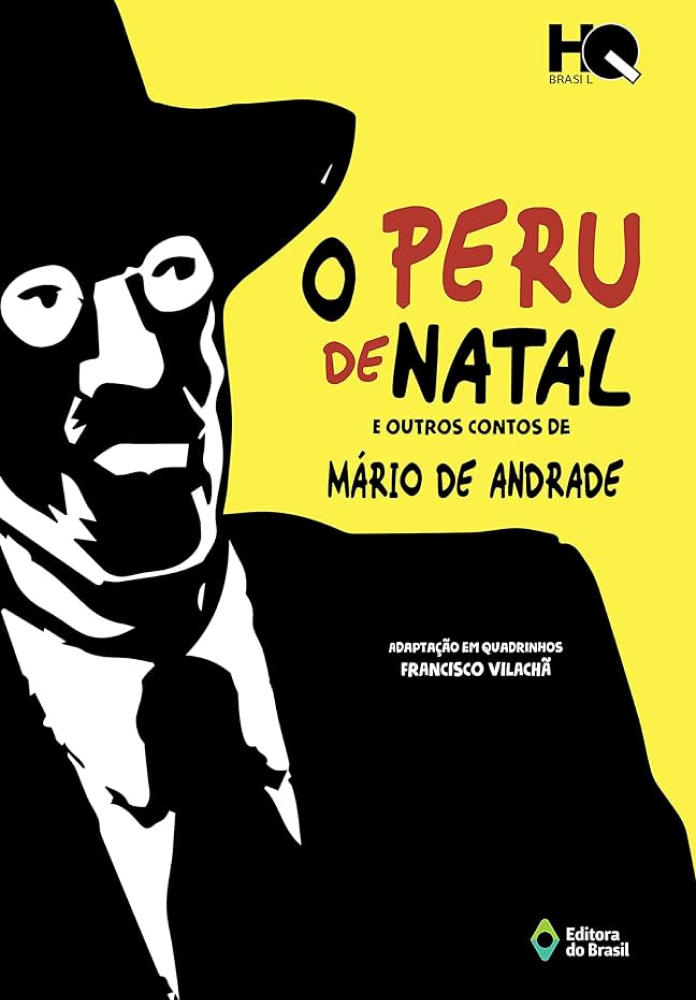 HQ
BRASIL
O PERU
DE NATAL
E OUTROS CONTOS DE
MÁRIO DE ANDRADE
ADAPTAÇÃO EM QUADRINHOS
FRANCISCO VILACHÃ
Editora
do Brasil